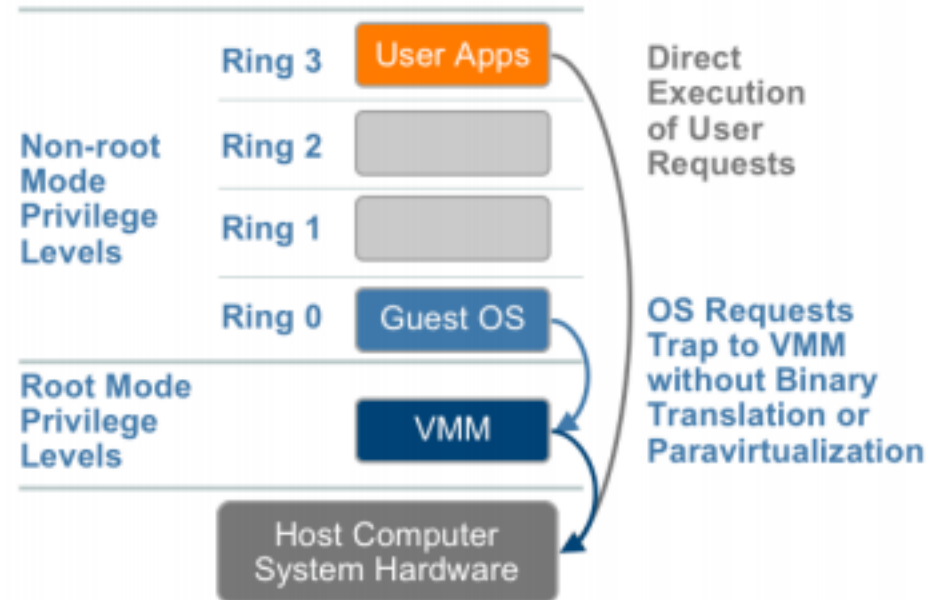 Ring 3
User Apps
Direct
Execution
of User
Requests
Non-root
Mode
Privilege
Levels
Ring 2
Ring 1
Ring 0
Guest OS
OS Requests
Trap to VMM
without Binary
Translation or
Paravirtualization
Root Mode
Privilege
Levels
VMM
Host Computer
System Hardware